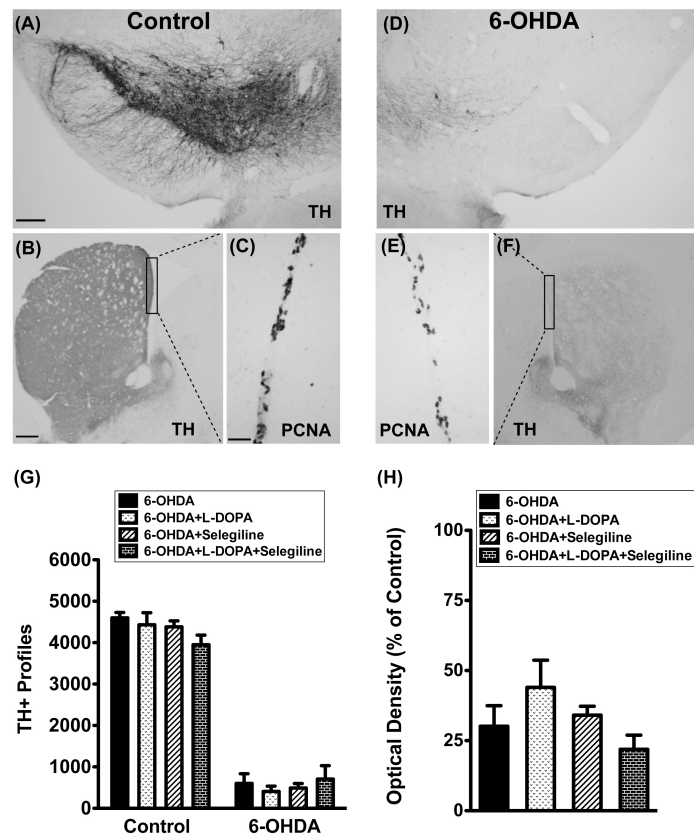 (A) Control
TH
(D) 6-OHDA
TH
(B)
TH
(C)
PCNA
(E)
PCNA
(F)
TH
(G)
6-OHDA
6-OHDA+L-DOPA
6-OHDA+Selegiline
6-OHDA+L-DOPA+Selegiline
TH+ Profiles
6000
5000
4000
3000
2000
1000
0
Control 6-OHDA
(H)
6-OHDA
6-OHDA+L-DOPA
6-OHDA+Selegiline
6-OHDA+L-DOPA+Selegiline
Optical Density (% of Control)
100
75
50
25
0